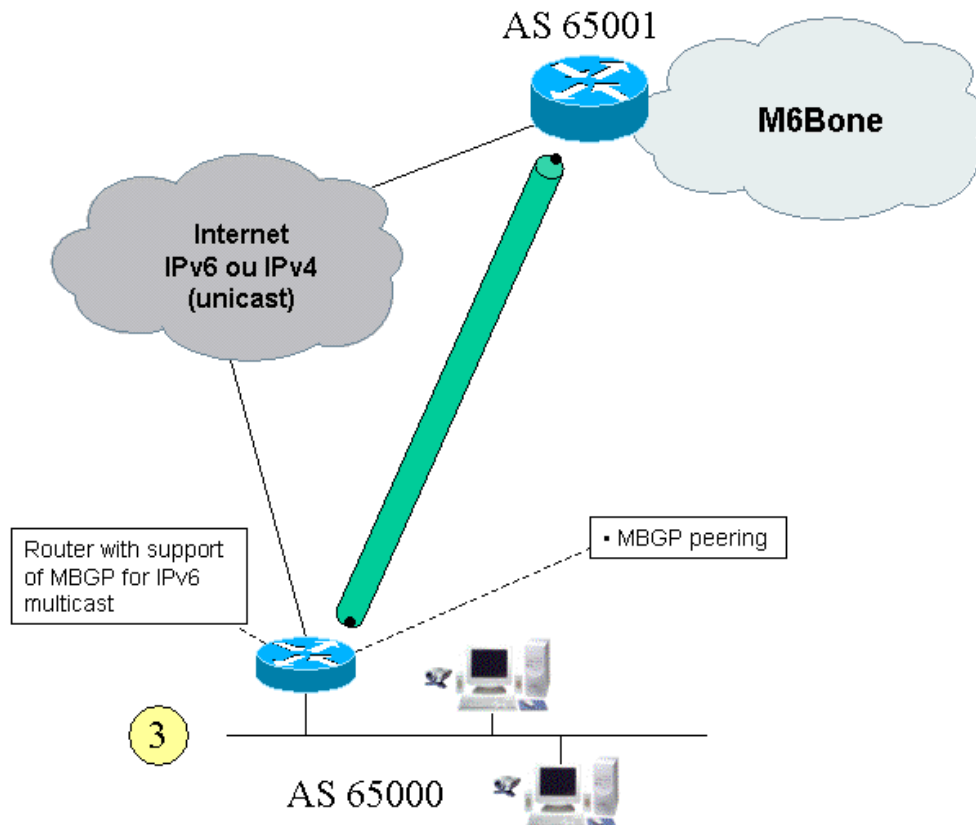 AS 65001
M6Bone
Internet
IPv6 ou IPv4
(unicast)
Router with support
of MBGP for IPv6
multicast
▪ MBGP peering
3
AS 65000